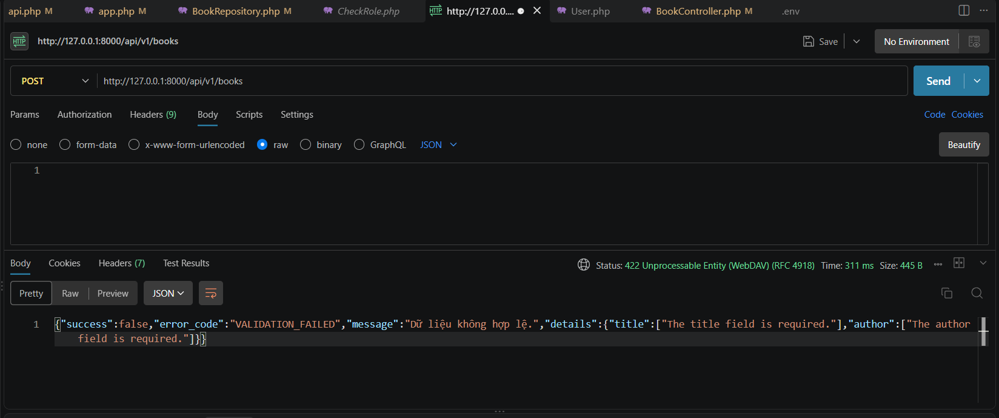 api.php M app.php M BookRepository.php M CheckRole.php HTTP http://127.0.0.... User.php BookController.php M .env
HTTP http://127.0.0.1:8000/api/v1/books Save No Environment
POST http://127.0.0.1:8000/api/v1/books Send
Params Authorization Headers (9) Body Scripts Settings Code Cookies
none form-data x-www-form-urlencoded raw binary GraphQL JSON Beautify
1
Body Cookies Headers (7) Test Results Status: 422 Unprocessable Entity (WebDAV) (RFC 4918) Time: 311 ms Size: 445 B
Pretty Raw Preview JSON
1 {"success":false,"error_code":"VALIDATION_FAILED","message":"Dữ liệu không hợp lệ.","details":{"title":["The title field is required."],"author":["The author
field is required."]}}